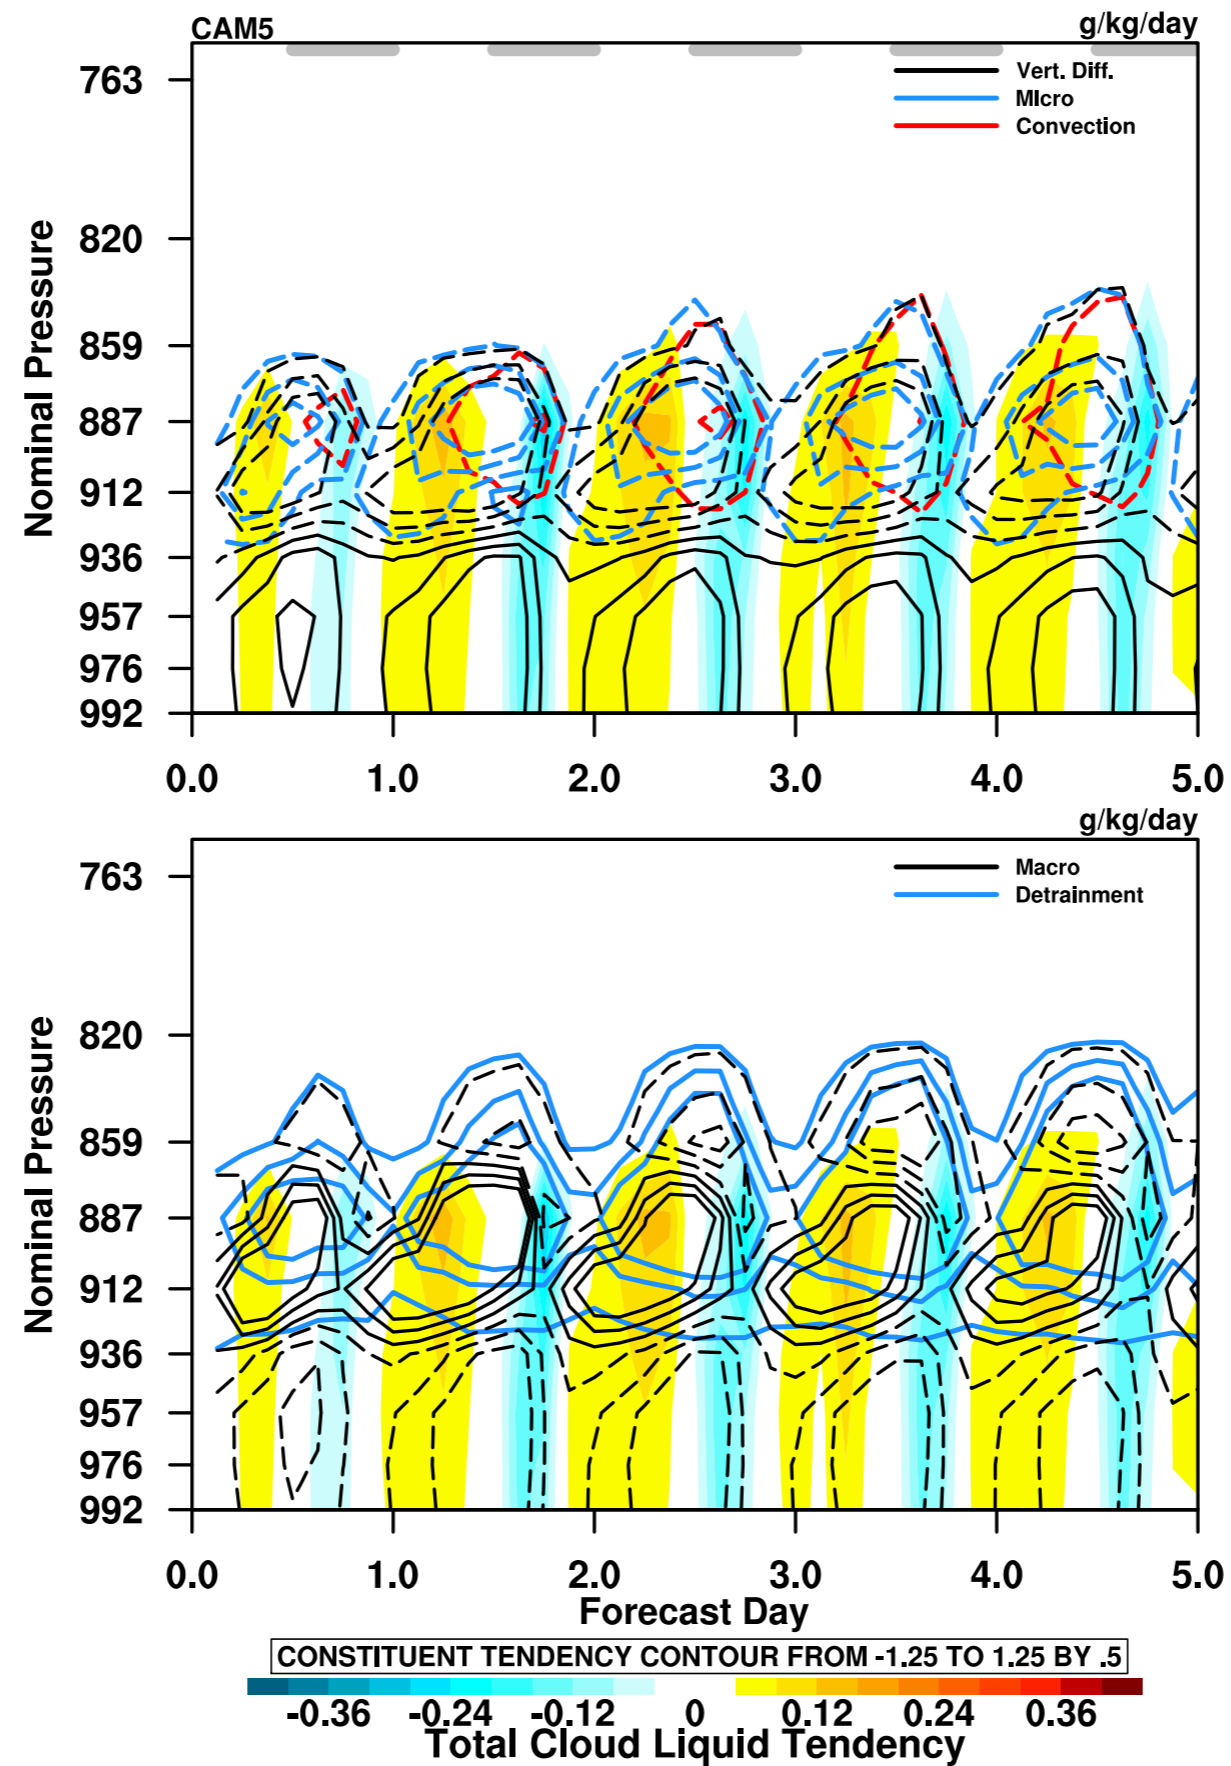 CAM5 g/kg/day
Vert. Diff.
MIcro
Convection
Nominal Pressure
763
820
859
887
912
936
957
976
992
0.0 1.0 2.0 3.0 4.0 5.0
g/kg/day
Macro
Detrainment
Nominal Pressure
763
820
859
887
912
936
957
976
992
0.0 1.0 2.0 3.0 4.0 5.0
Forecast Day
CONSTITUENT TENDENCY CONTOUR FROM -1.25 TO 1.25 BY .5
-0.36 -0.24 -0.12 0 0.12 0.24 0.36
Total Cloud Liquid Tendency